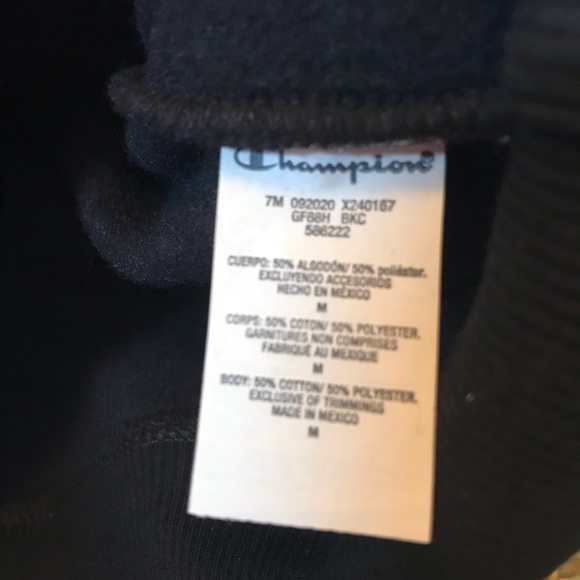 Champion
7M 092020 X240167
GF88H BKC
586222
CUERPO: 50% ALGODÓN/ 50% poliéster.
EXCLUYENDO ACCESORIOS
HECHO EN MÉXICO
M
CORPS: 50% COTON/ 50% POLYESTER.
GARNITURES NON COMPRISES
FABRIQUÉ AU MEXIQUE
M
BODY: 50% COTTON/ 50% POLYESTER.
EXCLUSIVE OF TRIMMINGS
MADE IN MEXICO
M